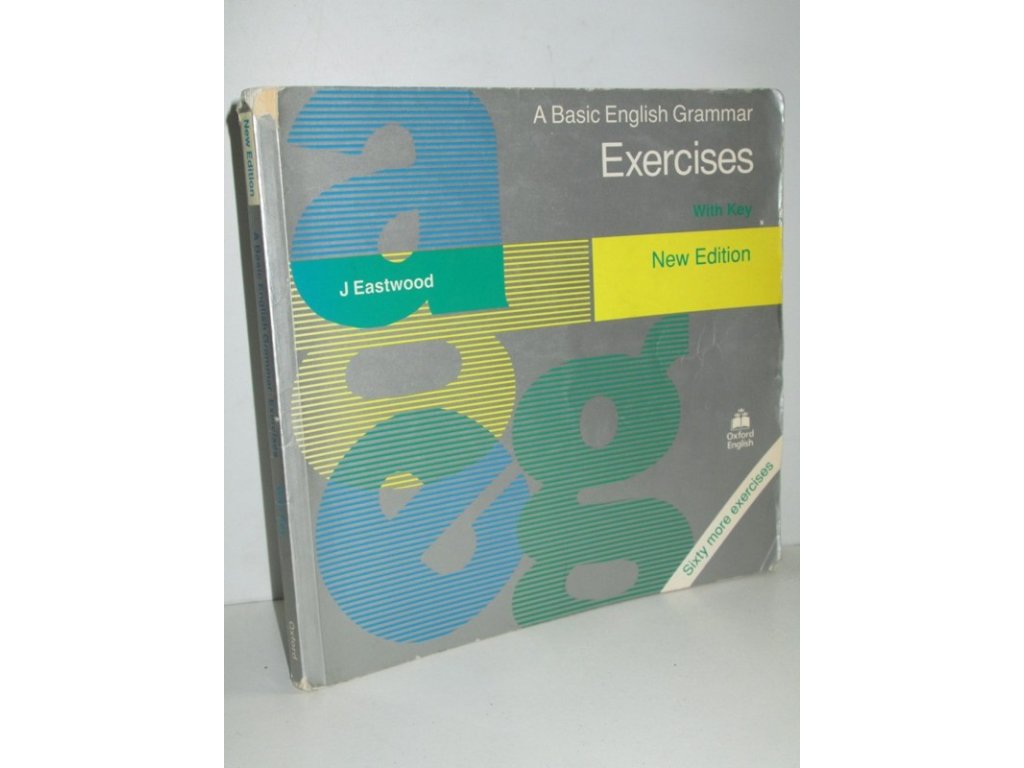 A Basic English Grammar
Exercises
With Key
New Edition
J Eastwood
Oxford
English
Sixty more exercises
New Edition
A Basic English Grammar Exercises
Oxford